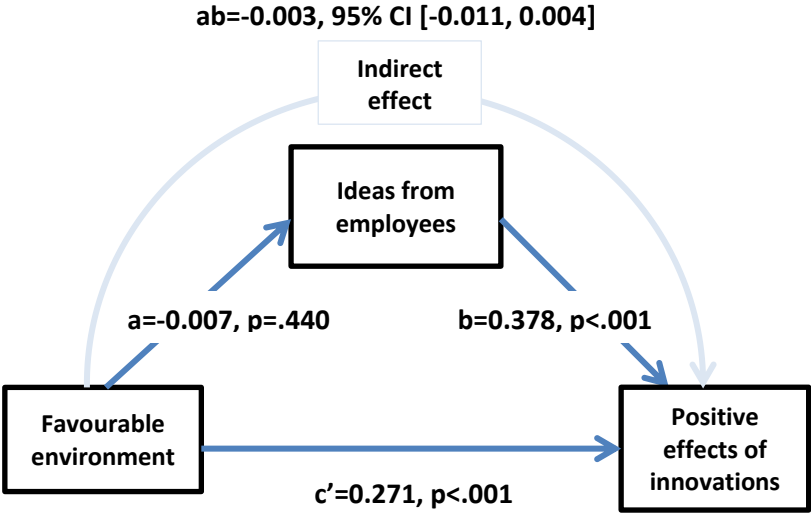 ab=-0.003, 95% CI [-0.011, 0.004]
Indirect
effect
Ideas from
employees
a=-0.007, p=.440
b=0.378, p<.001
Favourable
environment
Positive
effects of
innovations
c’=0.271, p<.001